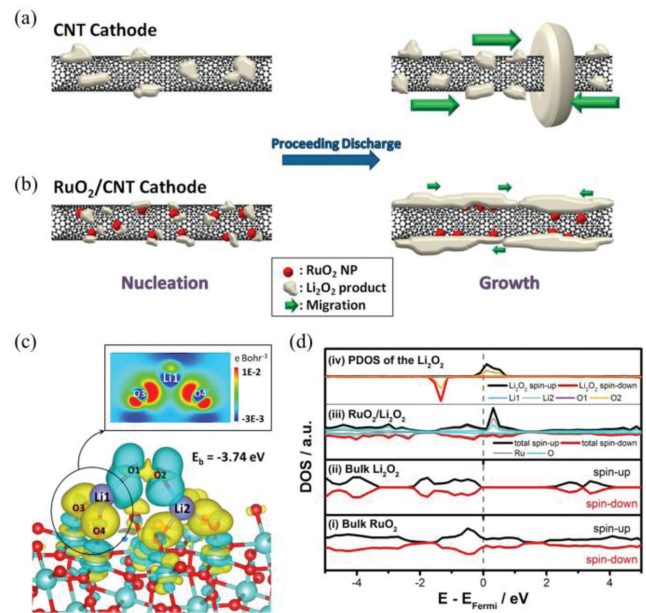 (a)
CNT Cathode
Proceeding Discharge
(b)
RuO₂/CNT Cathode
Nucleation
Growth
: RuO₂ NP
: Li₂O₂ product
: Migration
(c)
e Bohr⁻³
1E-2
-3E-3
Li1
O3
O4
E_b = -3.74 eV
O1
O2
Li1
Li2
O3
O4
(d)
DOS / a.u.
(iv) PDOS of the Li₂O₂
Li₂O₂ spin-up
Li₂O₂ spin-down
Li1
Li2
O1
O2
(iii) RuO₂/Li₂O₂
total spin-up
total spin-down
Ru
O
(ii) Bulk Li₂O₂
spin-up
spin-down
(i) Bulk RuO₂
spin-up
spin-down
-4
-2
0
2
4
E - E_Fermi / eV